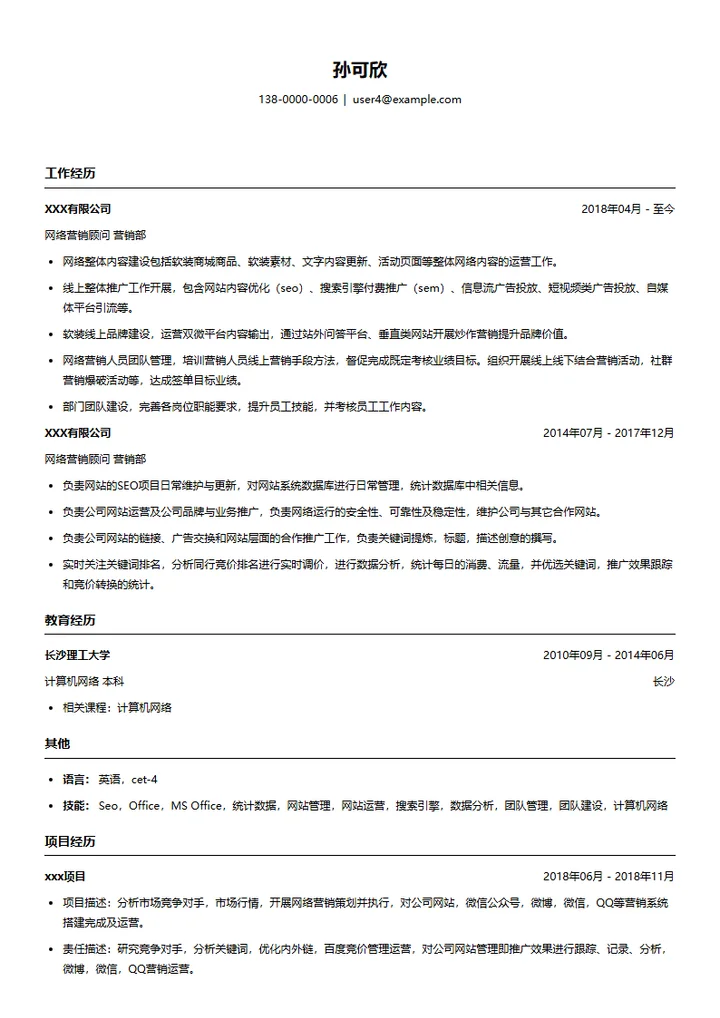 孙可欣
138-0000-0006 | user4@example.com
工作经历
XXX有限公司 2018年04月 - 至今
网络营销顾问 营销部
• 网络整体内容建设包括软装商城商品、软装素材、文字内容更新、活动页面等整体网络内容的运营工作。
• 线上整体推广工作开展，包含网站内容优化（seo）、搜索引擎付费推广（sem）、信息流广告投放、短视频类广告投放、自媒
体平台引流等。
• 软装线上品牌建设，运营双微平台内容输出，通过站外问答平台、垂直类网站开展炒作营销提升品牌价值。
• 网络营销人员团队管理，培训营销人员线上营销手段方法，督促完成既定考核业绩目标。组织开展线上线下结合营销活动，社群
营销爆破活动等，达成签单目标业绩。
• 部门团队建设，完善各岗位职能要求，提升员工技能，并考核员工工作内容。
XXX有限公司 2014年07月 - 2017年12月
网络营销顾问 营销部
• 负责网站的SEO项目日常维护与更新，对网站系统数据库进行日常管理，统计数据库中相关信息。
• 负责公司网站运营及公司品牌与业务推广，负责网络运行的安全性、可靠性及稳定性，维护公司与其它合作网站。
• 负责公司网站的链接、广告交换和网站层面的合作推广工作，负责关键词提炼，标题，描述创意的撰写。
• 实时关注关键词排名，分析同行竞价排名进行实时调价，进行数据分析，统计每日的消费、流量，并优选关键词，推广效果跟踪
和竞价转换的统计。
教育经历
长沙理工大学 2010年09月 - 2014年06月
计算机网络 本科 长沙
• 相关课程：计算机网络
其他
• 语言： 英语，cet-4
• 技能： Seo，Office，MS Office，统计数据，网站管理，网站运营，搜索引擎，数据分析，团队管理，团队建设，计算机网络
项目经历
xxx项目 2018年06月 - 2018年11月
• 项目描述：分析市场竞争对手，市场行情，开展网络营销策划并执行，对公司网站，微信公众号，微博，微信，QQ等营销系统
搭建完成及运营。
• 责任描述：研究竞争对手，分析关键词，优化内外链，百度竞价管理运营，对公司网站管理即推广效果进行跟踪、记录、分析，
微博，微信，QQ营销运营。